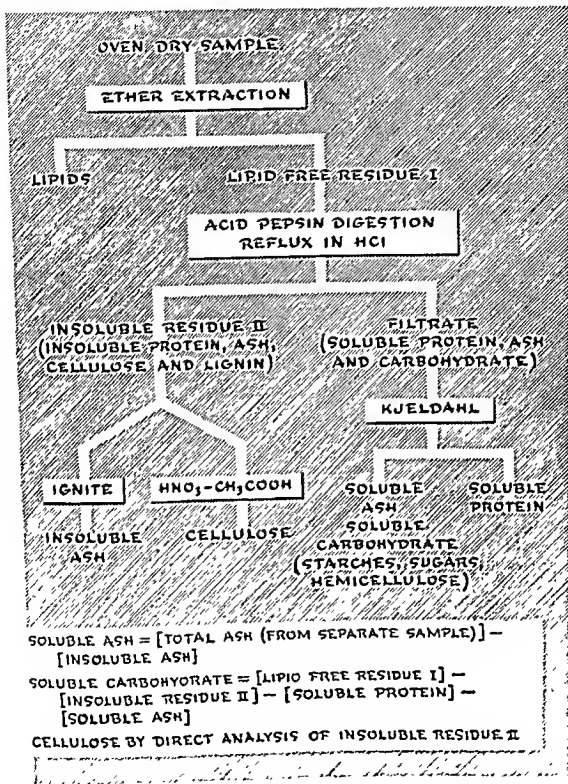 OVEN DRY SAMPLE
ETHER EXTRACTION
LIPIDS
LIPID FREE RESIDUE I
ACID PEPSIN DIGESTION
REFLUX IN HCl
INSOLUBLE RESIDUE II
(INSOLUBLE PROTEIN, ASH,
CELLULOSE AND LIGNIN)
FILTRATE
(SOLUBLE PROTEIN, ASH
AND CARBOHYDRATE)
KJELDAHL
IGNITE
HNO3-CH3COOH
INSOLUBLE
ASH
CELLULOSE
SOLUBLE
ASH
SOLUBLE
CARBOHYDRATE
(STARCHES, SUGARS,
HEMICELLULOSE)
SOLUBLE
PROTEIN
SOLUBLE ASH = [TOTAL ASH (FROM SEPARATE SAMPLE)] –
[INSOLUBLE ASH]
SOLUBLE CARBOHYDRATE = [LIPID FREE RESIDUE I] –
[INSOLUBLE RESIDUE II] – [SOLUBLE PROTEIN] –
[SOLUBLE ASH]
CELLULOSE BY DIRECT ANALYSIS OF INSOLUBLE RESIDUE II